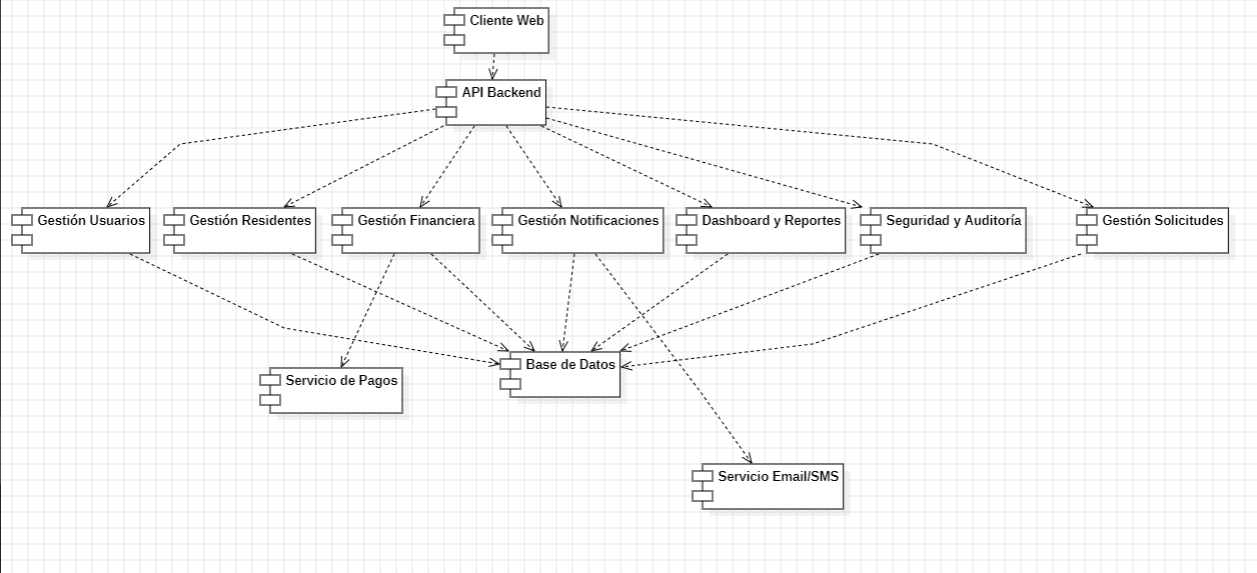 Cliente Web
API Backend
Gestión Usuarios
Gestión Residentes
Gestión Financiera
Gestión Notificaciones
Dashboard y Reportes
Seguridad y Auditoría
Gestión Solicitudes
Base de Datos
Servicio de Pagos
Servicio Email/SMS